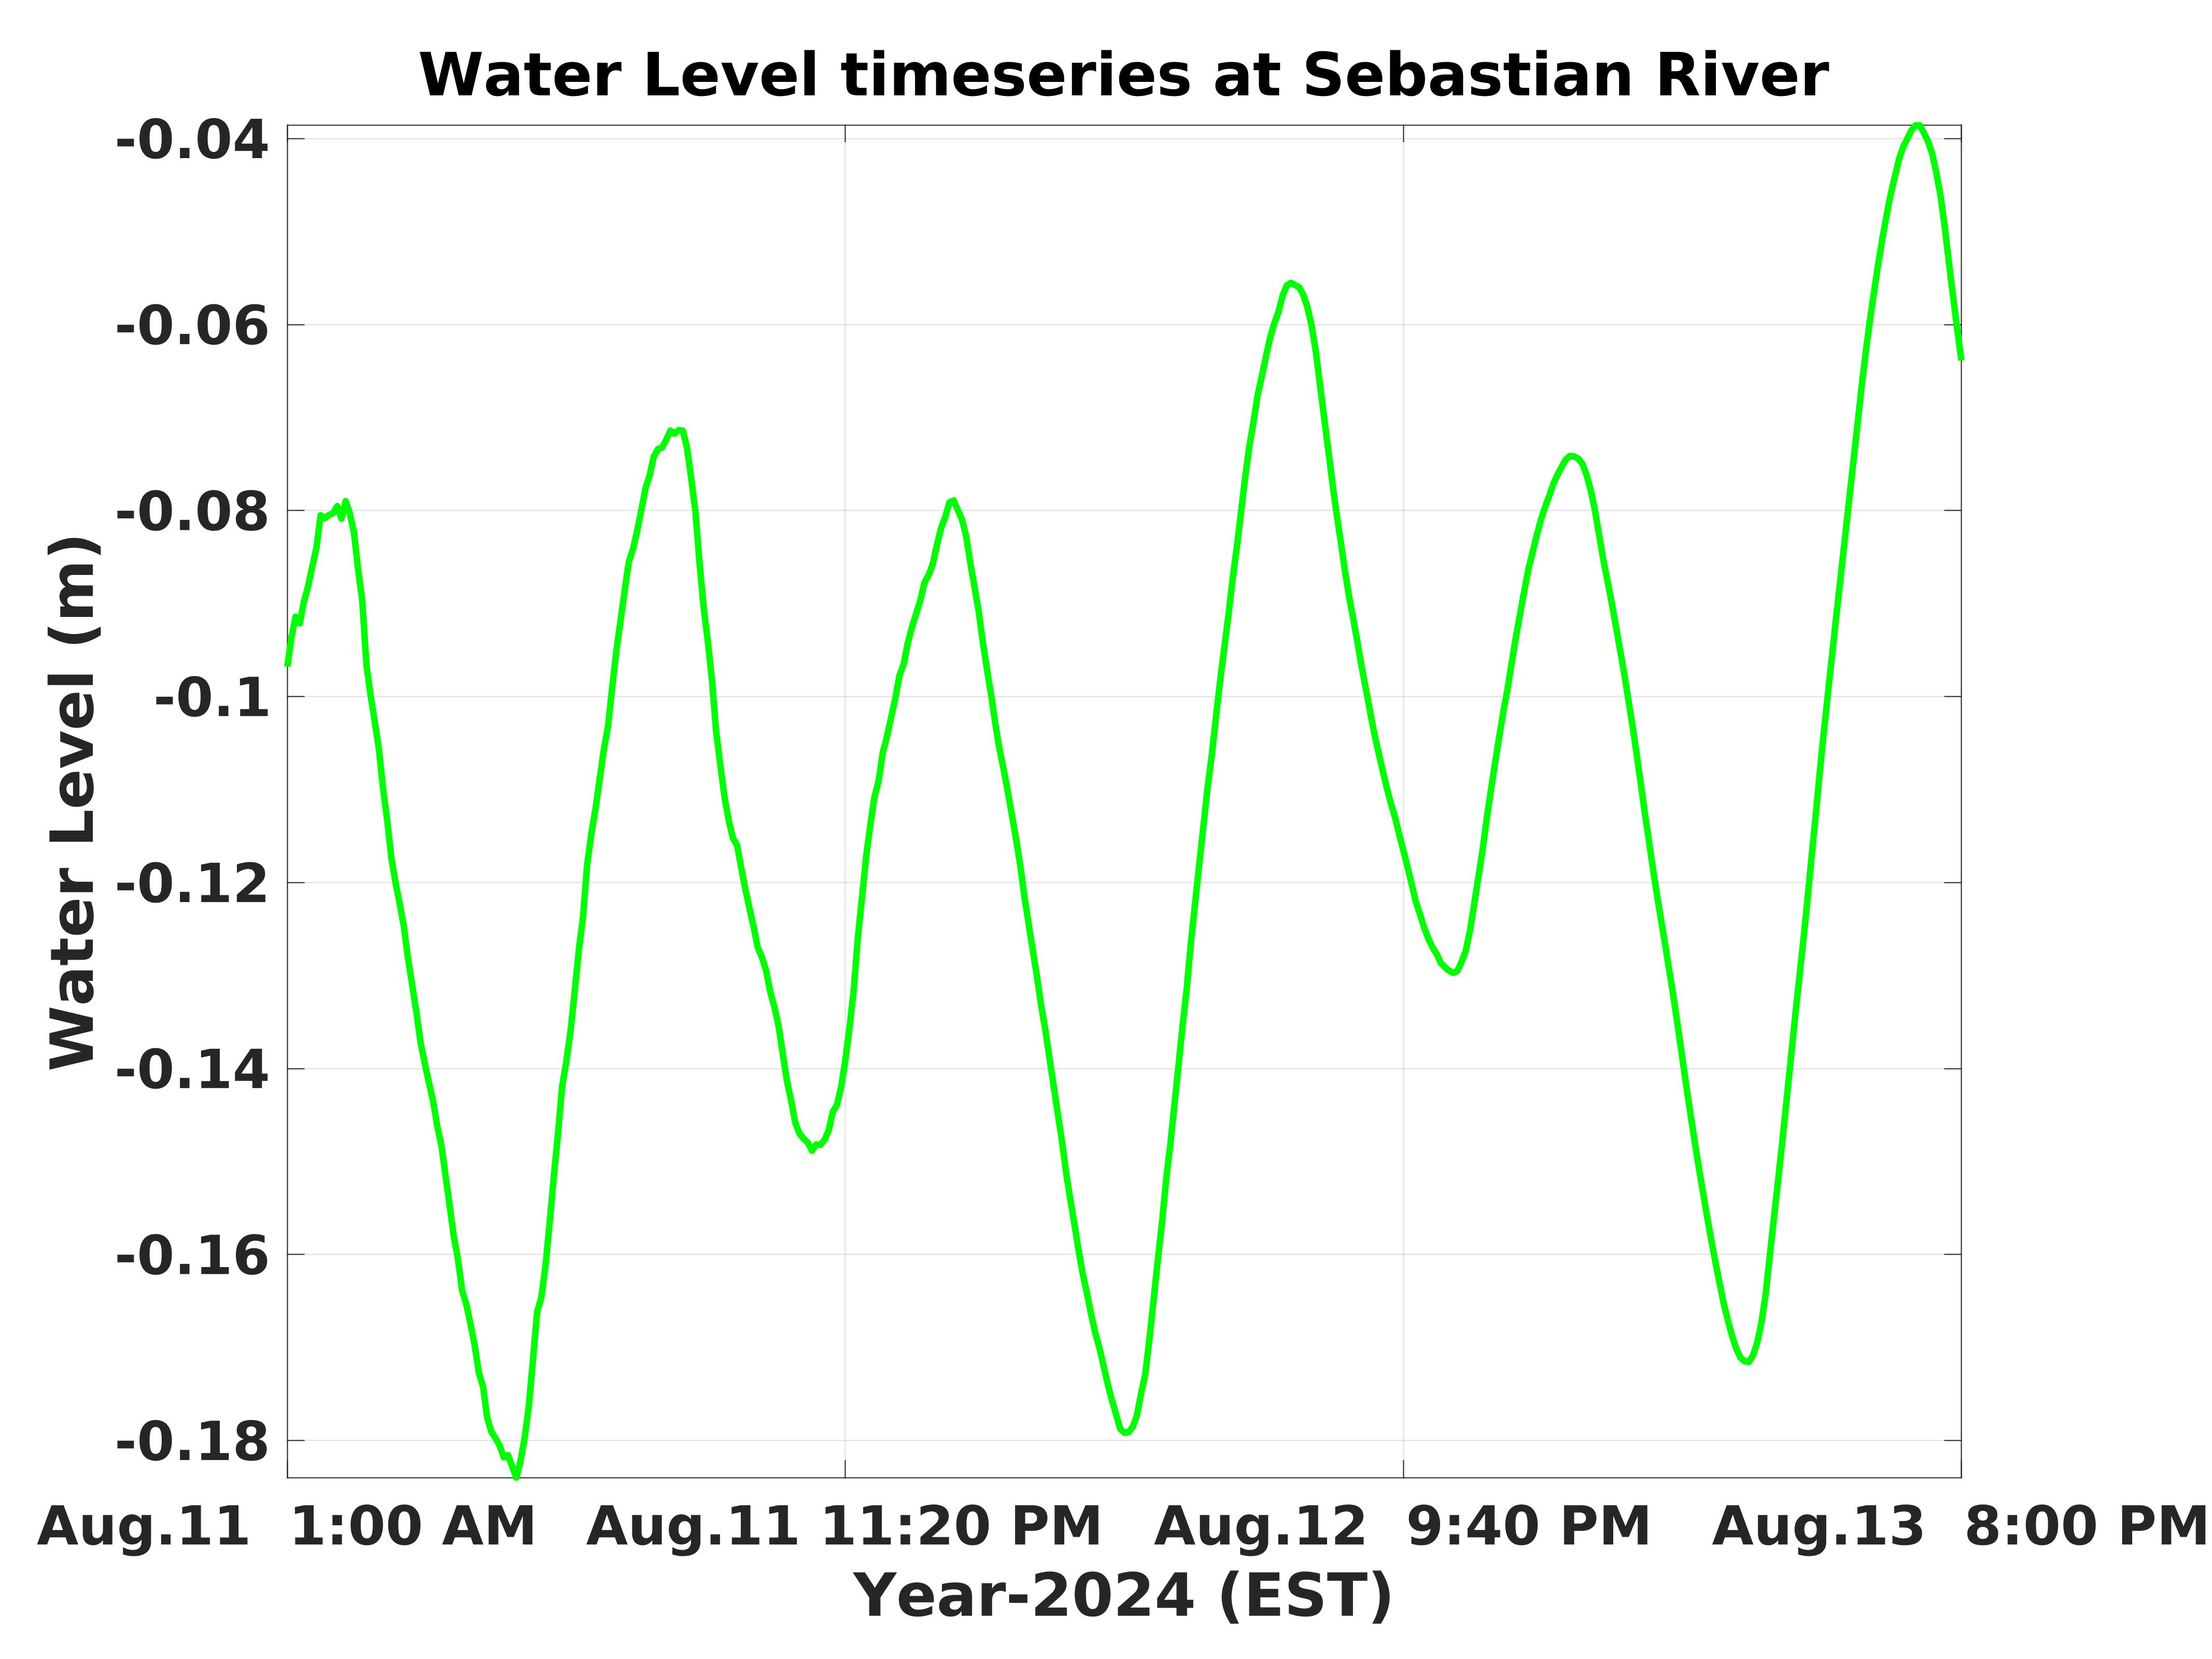 Water Level timeseries at Sebastian River
-0.04
-0.06
-0.08
-0.1
-0.12
-0.14
-0.16
-0.18
Water Level (m)
Aug.11  1:00 AM
Aug.11 11:20 PM
Aug.12  9:40 PM
Aug.13  8:00 PM
Year-2024 (EST)